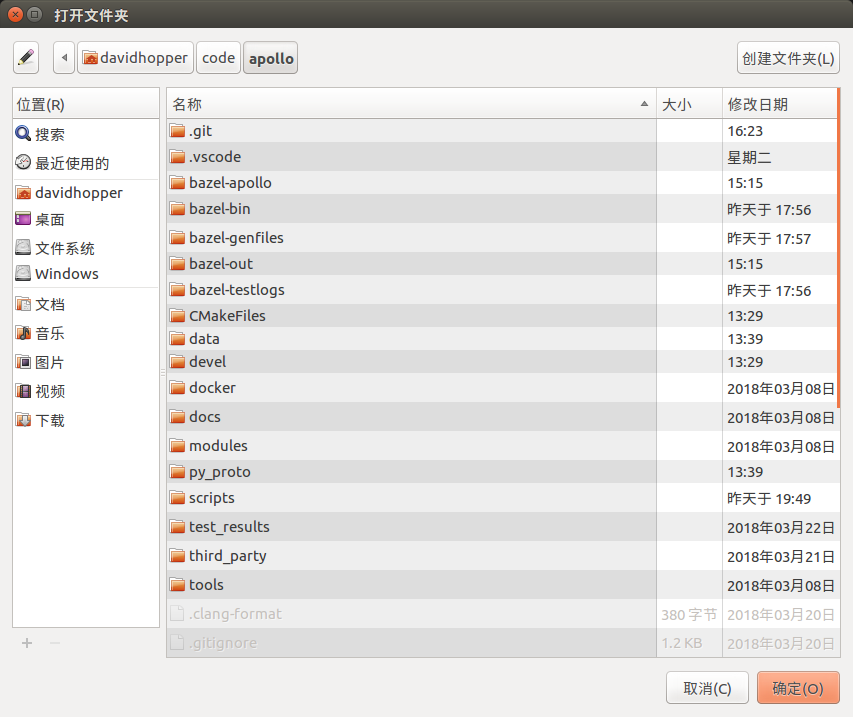 打开文件夹
davidhopper code apollo 创建文件夹(L)
位置(R)
搜索
最近使用的
davidhopper
桌面
文件系统
Windows
文档
音乐
图片
视频
下载
名称 大小 修改日期
.git 16:23
.vscode 星期二
bazel-apollo 15:15
bazel-bin 昨天于 17:56
bazel-genfiles 昨天于 17:57
bazel-out 15:15
bazel-testlogs 昨天于 17:56
CMakeFiles 13:29
data 13:39
devel 13:29
docker 2018年03月08日
docs 2018年03月08日
modules 2018年03月08日
py_proto 13:39
scripts 昨天于 19:49
test_results 2018年03月22日
third_party 2018年03月21日
tools 2018年03月08日
.clang-format 380 字节 2018年03月20日
.gitignore 1.2 KB 2018年03月20日
取消(C) 确定(O)